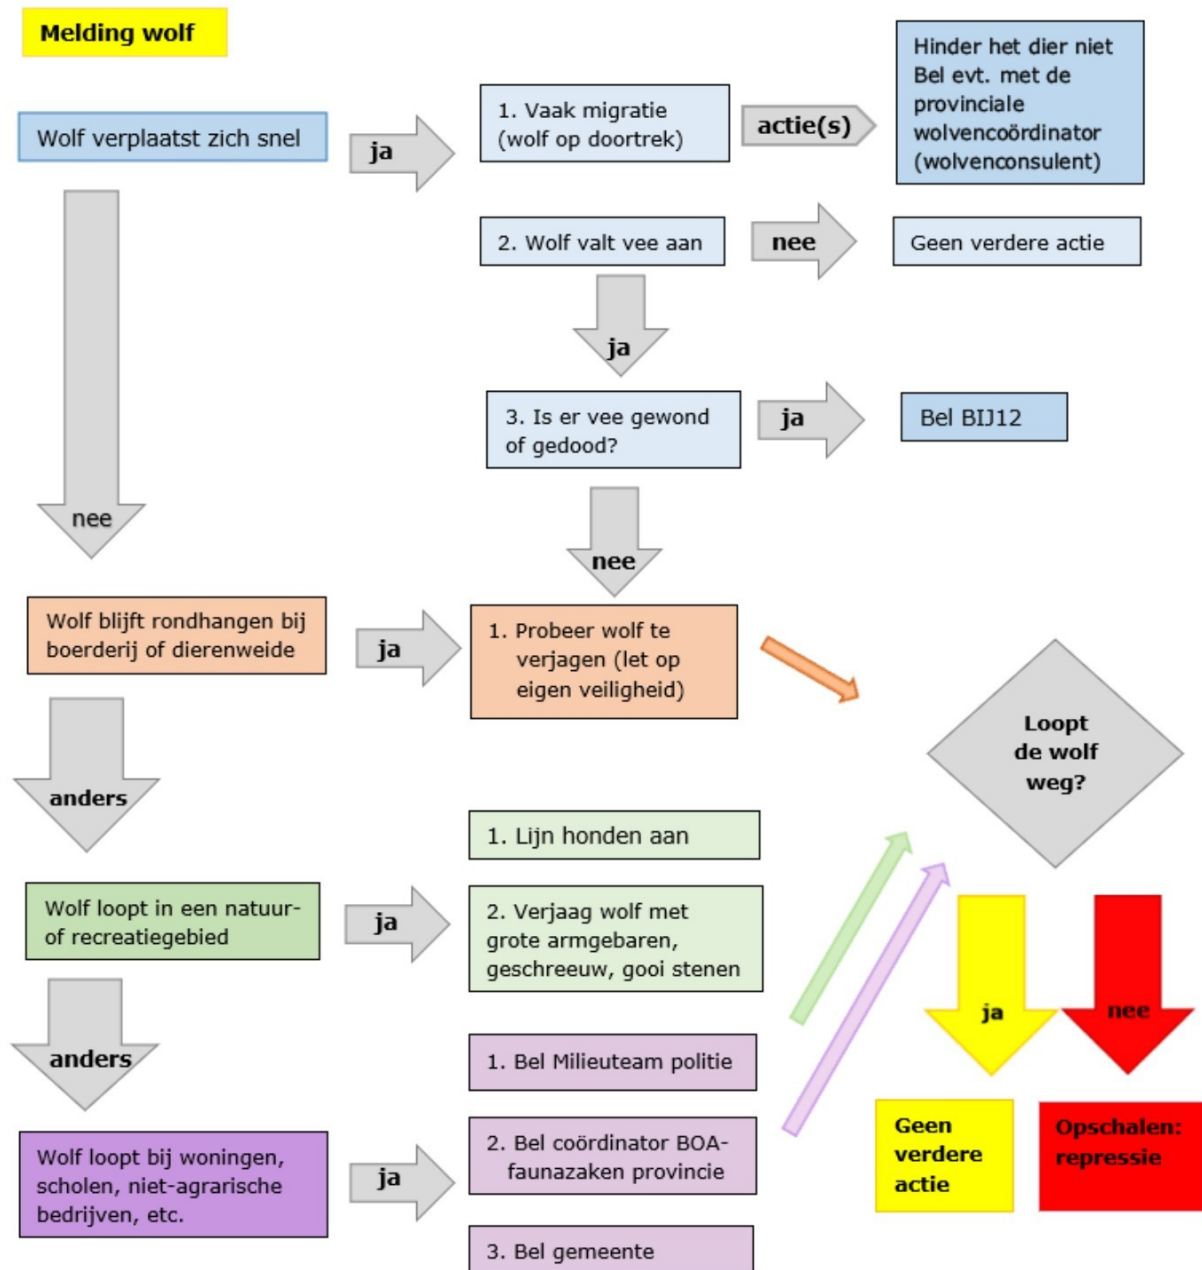 Melding wolf
Wolf verplaatst zich snel
ja
1. Vaak migratie
(wolf op doortrek)
actie(s)
Hinder het dier niet
Bel evt. met de
provinciale
wolvencoördinator
(wolvenconsulent)
2. Wolf valt vee aan
nee
Geen verdere actie
ja
3. Is er vee gewond
of gedood?
ja
Bel BIJ12
nee
nee
Wolf blijft rondhangen bij
boerderij of dierenweide
ja
1. Probeer wolf te
verjagen (let op
eigen veiligheid)
Loopt
de wolf
weg?
anders
1. Lijn honden aan
Wolf loopt in een natuur-
of recreatiegebied
ja
2. Verjaag wolf met
grote armgebaren,
geschreeuw, gooi stenen
anders
1. Bel Milieuteam politie
ja
nee
Wolf loopt bij woningen,
scholen, niet-agrarische
bedrijven, etc.
ja
2. Bel coördinator BOA-
faunazaken provincie
3. Bel gemeente
Geen
verdere
actie
Opschalen:
repressie